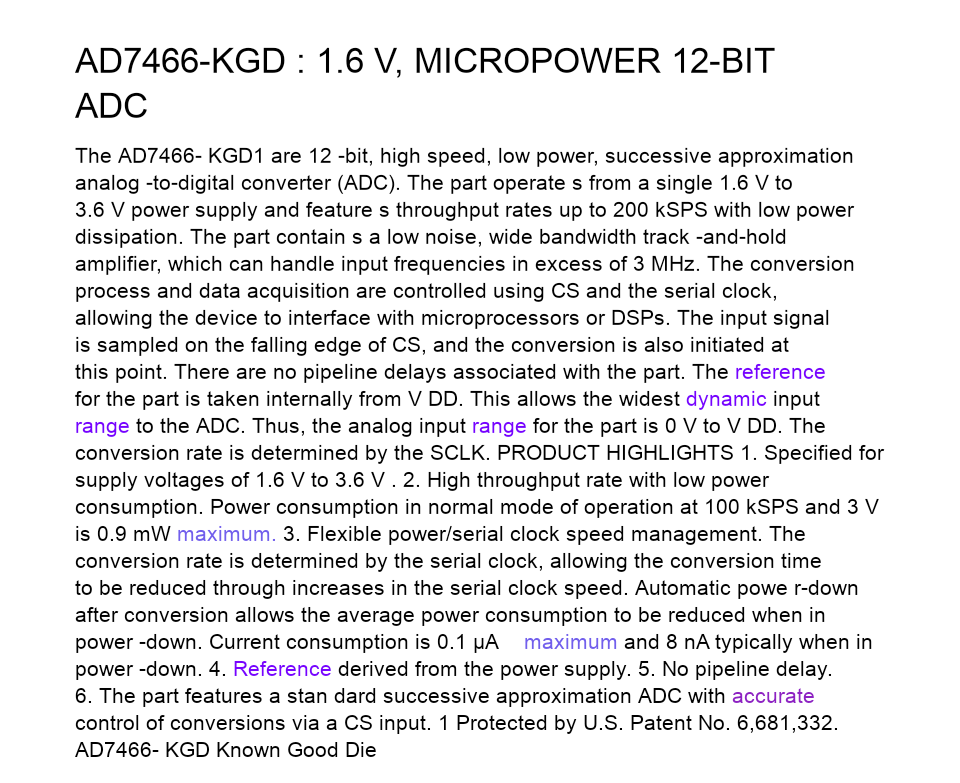 AD7466-KGD : 1.6 V, MICROPOWER 12-BIT
ADC
The AD7466- KGD1 are 12 -bit, high speed, low power, successive approximation
analog -to-digital converter (ADC). The part operate s from a single 1.6 V to
3.6 V power supply and feature s throughput rates up to 200 kSPS with low power
dissipation. The part contain s a low noise, wide bandwidth track -and-hold
amplifier, which can handle input frequencies in excess of 3 MHz. The conversion
process and data acquisition are controlled using CS and the serial clock,
allowing the device to interface with microprocessors or DSPs. The input signal
is sampled on the falling edge of CS, and the conversion is also initiated at
this point. There are no pipeline delays associated with the part. The reference
for the part is taken internally from V DD. This allows the widest dynamic input
range to the ADC. Thus, the analog input range for the part is 0 V to V DD. The
conversion rate is determined by the SCLK. PRODUCT HIGHLIGHTS 1. Specified for
supply voltages of 1.6 V to 3.6 V . 2. High throughput rate with low power
consumption. Power consumption in normal mode of operation at 100 kSPS and 3 V
is 0.9 mW maximum. 3. Flexible power/serial clock speed management. The
conversion rate is determined by the serial clock, allowing the conversion time
to be reduced through increases in the serial clock speed. Automatic powe r-down
after conversion allows the average power consumption to be reduced when in
power -down. Current consumption is 0.1 μA maximum and 8 nA typically when in
power -down. 4. Reference derived from the power supply. 5. No pipeline delay.
6. The part features a stan dard successive approximation ADC with accurate
control of conversions via a CS input. 1 Protected by U.S. Patent No. 6,681,332.
AD7466- KGD Known Good Die